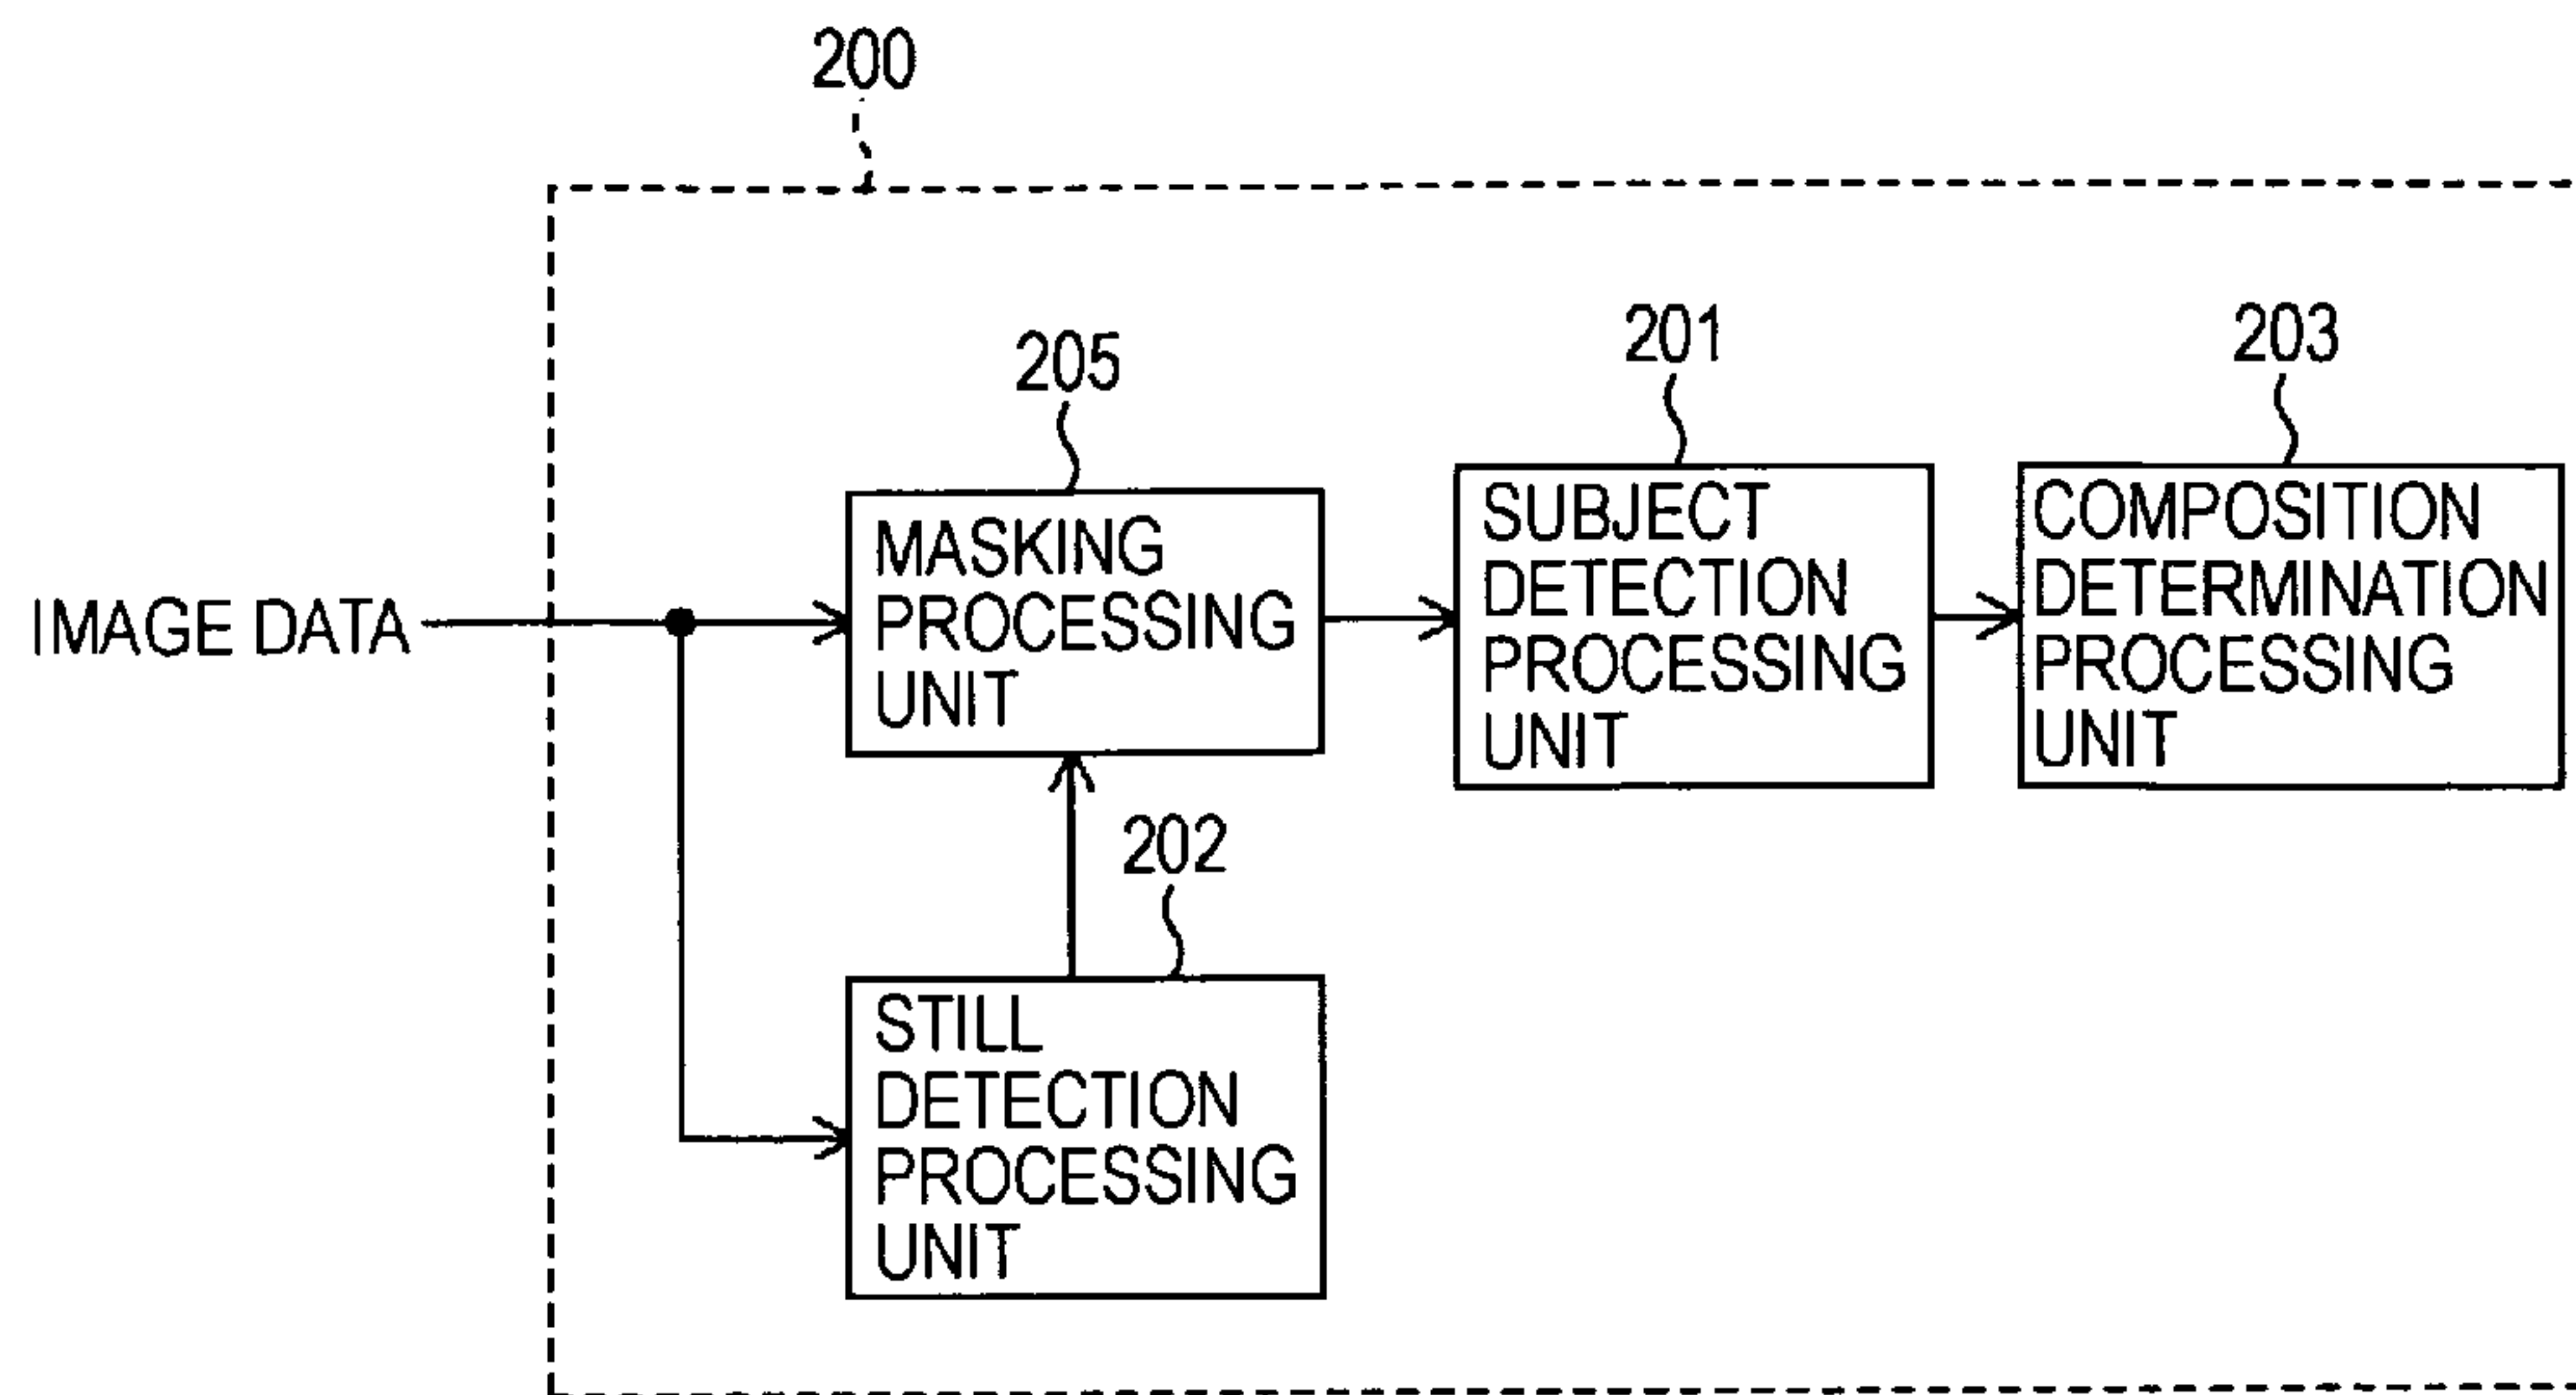 200
205
201
203
IMAGE DATA
MASKING
PROCESSING
UNIT
SUBJECT
DETECTION
PROCESSING
UNIT
COMPOSITION
DETERMINATION
PROCESSING
UNIT
202
STILL
DETECTION
PROCESSING
UNIT